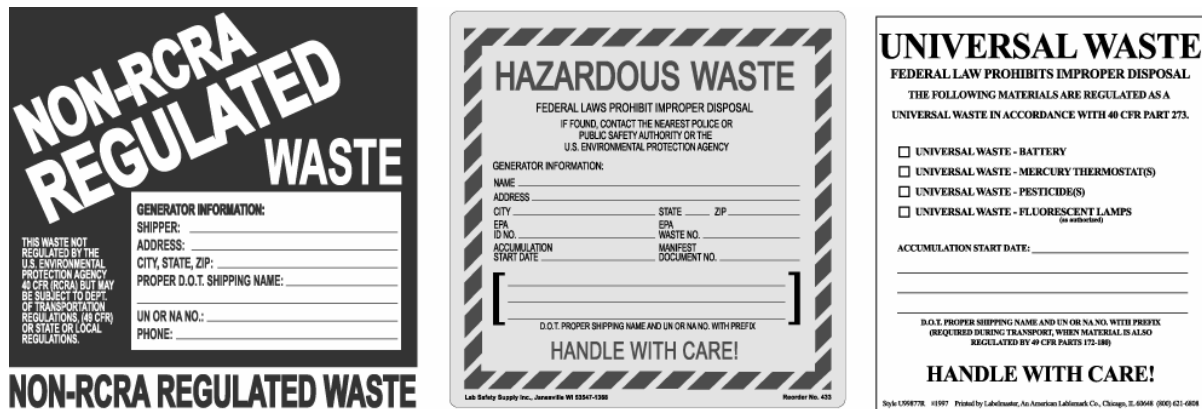 NON-RCRA
REGULATED
WASTE
GENERATOR INFORMATION:
SHIPPER:
ADDRESS:
CITY, STATE, ZIP:
PROPER D.O.T. SHIPPING NAME:
UN OR NA NO.:
PHONE:
THIS WASTE NOT
REGULATED BY THE
U.S. ENVIRONMENTAL
PROTECTION AGENCY
40 CFR (RCRA) BUT MAY
BE SUBJECT TO DEPT.
OF TRANSPORTATION
REGULATIONS, (49 CFR)
OR STATE OR LOCAL
REGULATIONS.
NON-RCRA REGULATED WASTE
HAZARDOUS WASTE
FEDERAL LAWS PROHIBIT IMPROPER DISPOSAL
IF FOUND, CONTACT THE NEAREST POLICE OR
PUBLIC SAFETY AUTHORITY OR THE
U.S. ENVIRONMENTAL PROTECTION AGENCY
GENERATOR INFORMATION:
NAME
ADDRESS
CITY STATE ZIP
EPA EPA
ID NO. WASTE NO.
ACCUMULATION MANIFEST
START DATE DOCUMENT NO.
D.O.T. PROPER SHIPPING NAME AND UN OR NA NO. WITH PREFIX
HANDLE WITH CARE!
Lab Safety Supply Inc., Janesville WI 53547-1368 Reorder No. 433
UNIVERSAL WASTE
FEDERAL LAW PROHIBITS IMPROPER DISPOSAL
THE FOLLOWING MATERIALS ARE REGULATED AS A
UNIVERSAL WASTE IN ACCORDANCE WITH 40 CFR PART 273.
UNIVERSAL WASTE - BATTERY
UNIVERSAL WASTE - MERCURY THERMOSTAT(S)
UNIVERSAL WASTE - PESTICIDE(S)
UNIVERSAL WASTE - FLUORESCENT LAMPS
(as authorized)
ACCUMULATION START DATE:
D.O.T. PROPER SHIPPING NAME AND UN OR NA NO. WITH PREFIX
(REQUIRED DURING TRANSPORT, WHEN MATERIAL IS ALSO
REGULATED BY 49 CFR PARTS 172-180)
HANDLE WITH CARE!
Style ©1997 Printed by Labelmaster, An American Labelmark Co., Chicago, IL 60646 (800) 621-5808